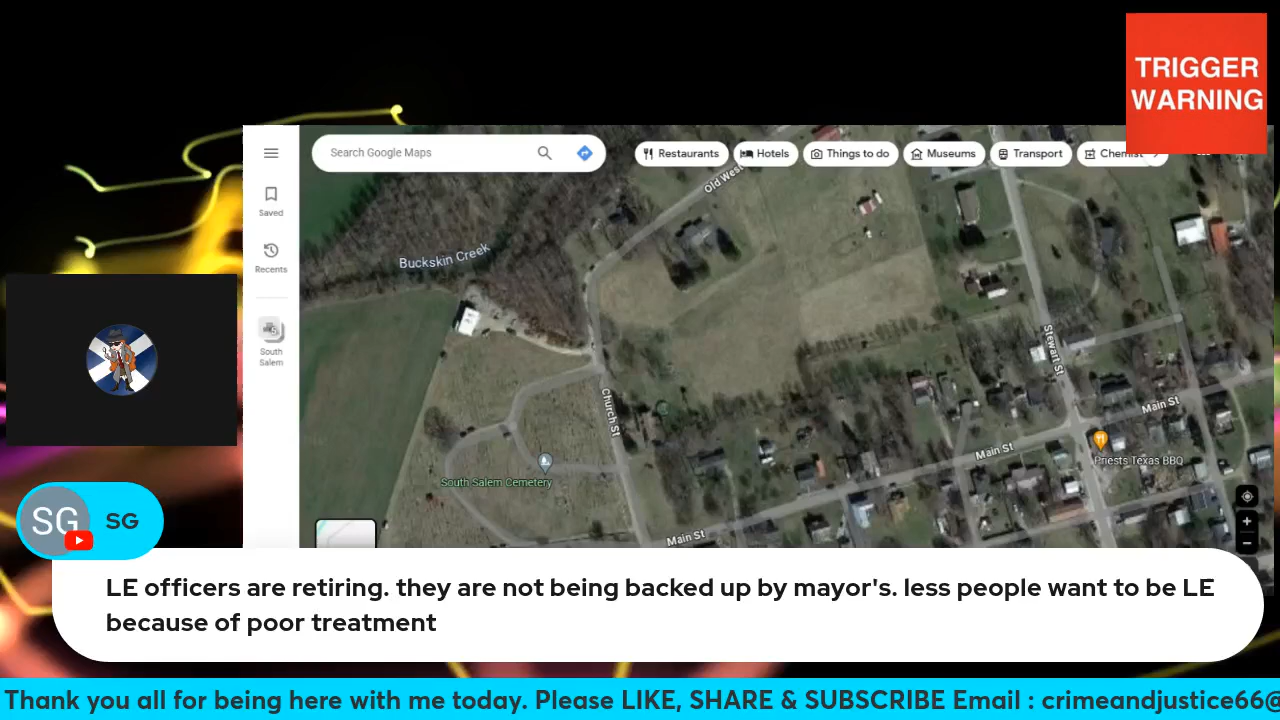 TRIGGER
WARNING
Search Google Maps
Restaurants
Hotels
Things to do
Museums
Transport
Chemist
Saved
Recents
South
Salem
Old West
Buckskin Creek
Stewart St
Church St
Main St
Main St
Priests Texas BBQ
South Salem Cemetery
Main St
SG
SG
LE officers are retiring. they are not being backed up by mayor's. less people want to be LE
because of poor treatment
Thank you all for being here with me today. Please LIKE, SHARE & SUBSCRIBE Email : crimeandjustice66@